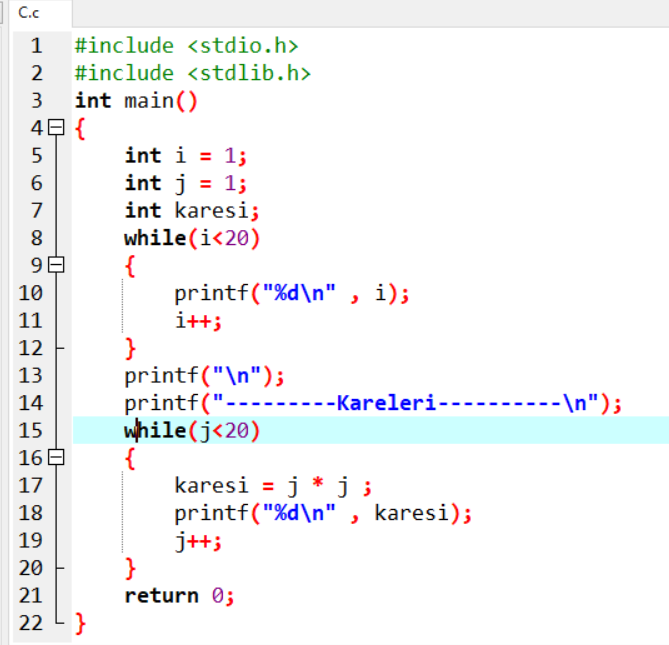 C.c
1 #include <stdio.h>
2 #include <stdlib.h>
3 int main()
4 {
5 int i = 1;
6 int j = 1;
7 int karesi;
8 while(i<20)
9 {
10 printf("%d\n" , i);
11 i++;
12 }
13 printf("\n");
14 printf("---------Kareleri----------\n");
15 while(j<20)
16 {
17 karesi = j * j ;
18 printf("%d\n" , karesi);
19 j++;
20 }
21 return 0;
22 }